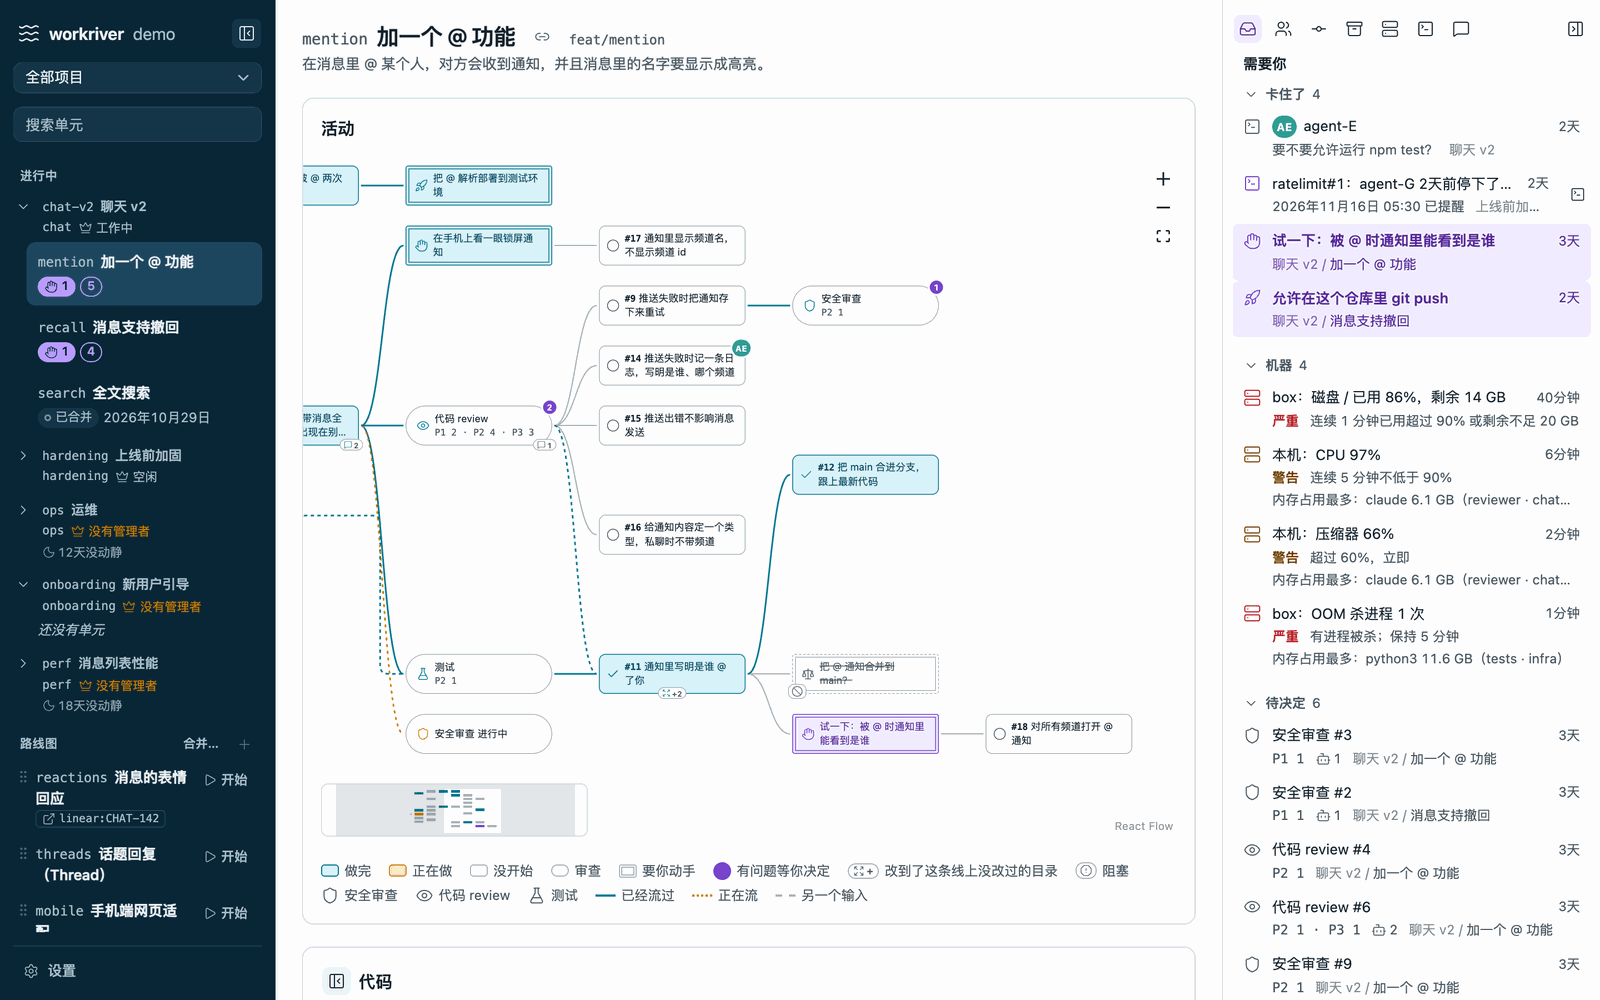 workriver demo
全部项目
搜索单元
进行中
chat-v2 聊天 v2
chat 工作中
mention 加一个 @ 功能
1 5
recall 消息支持撤回
1 4
search 全文搜索
已合并 2026年10月29日
hardening 上线前加固
hardening 空闲
ops 运维
ops 没有管理者
12天没动静
onboarding 新用户引导
onboarding 没有管理者
还没有单元
perf 消息列表性能
perf 没有管理者
18天没动静
路线图 合并...
reactions 消息的表情
回应
开始
linear:CHAT-142
threads 话题回复
（Thread）
开始
mobile 手机端网页适
开始
设置
mention 加一个 @ 功能 feat/mention
在消息里 @ 某个人，对方会收到通知，并且消息里的名字要显示成高亮。
活动
@ 两次
把 @ 解析部署到测试环
境
在手机上看一眼锁屏通
知
#17 通知里显示频道名，
不显示频道 id
#9 推送失败时把通知存
下来重试
安全审查
P2 1
1
#14 推送失败时记一条日
志，写明是谁、哪个频道
AE
带消息全
出现在别...
2
代码 review
P1 2 · P2 4 · P3 3
2
1
#15 推送出错不影响消息
发送
#12 把 main 合进分支，
跟上最新代码
#16 给通知内容定一个类
型，私聊时不带频道
测试
P2 1
#11 通知里写明是谁 @
了你
+2
把 @ 通知合并到
main？
安全审查 进行中
试一下：被 @ 时通知里
能看到是谁
#18 对所有频道打开 @
通知
React Flow
做完 正在做 没开始 审查 要你动手 有问题等你决定 改到了这条线上没改过的目录 阻塞
安全审查 代码 review 测试 已经流过 正在流 另一个输入
代码
需要你
卡住了 4
AE agent-E 2天
要不要允许运行 npm test? 聊天 v2
ratelimit#1：agent-G 2天前停下了... 2天
2026年11月16日 05:30 已提醒 上线前加...
试一下：被 @ 时通知里能看到是谁 3天
聊天 v2 / 加一个 @ 功能
允许在这个仓库里 git push 2天
聊天 v2 / 消息支持撤回
机器 4
box：磁盘 / 已用 86%，剩余 14 GB 40分钟
严重 连续 1 分钟已用超过 90% 或剩余不足 20 GB
本机：CPU 97% 6分钟
警告 连续 5 分钟不低于 90%
内存占用最多：claude 6.1 GB（reviewer · chat...
本机：压缩器 66% 2分钟
警告 超过 60%，立即
内存占用最多：claude 6.1 GB（reviewer · chat...
box：OOM 杀进程 1 次 1分钟
严重 有进程被杀；保持 5 分钟
内存占用最多：python3 11.6 GB（tests · infra）
待决定 6
安全审查 #3 3天
P1 1 1 聊天 v2 / 加一个 @ 功能
安全审查 #2 3天
P1 1 1 聊天 v2 / 消息支持撤回
代码 review #4 3天
P2 1 聊天 v2 / 加一个 @ 功能
代码 review #6 3天
P2 1 · P3 1 2 聊天 v2 / 加一个 @ 功能
安全审查 #9 3天
P2 1 聊天 v2 / 加一个 @ 功能